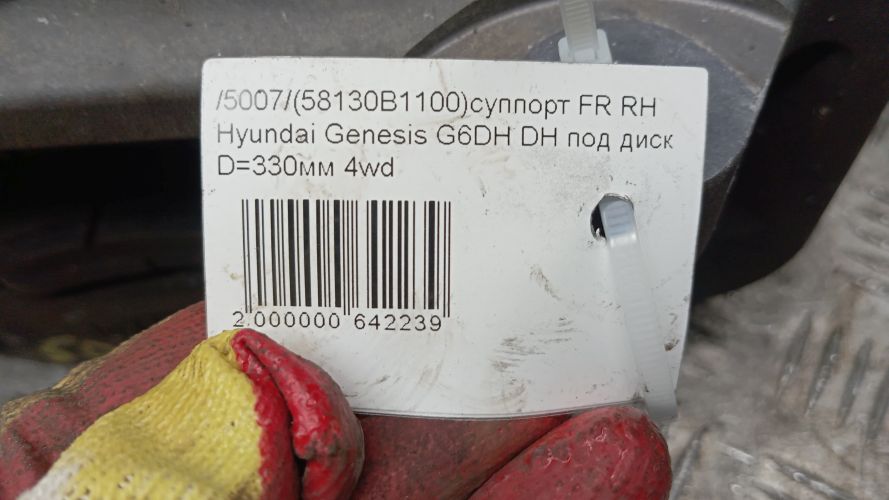 /5007/(58130B1100)суппорт FR RH
Hyundai Genesis G6DH DH под диск
D=330мм 4wd
2 000000 642239